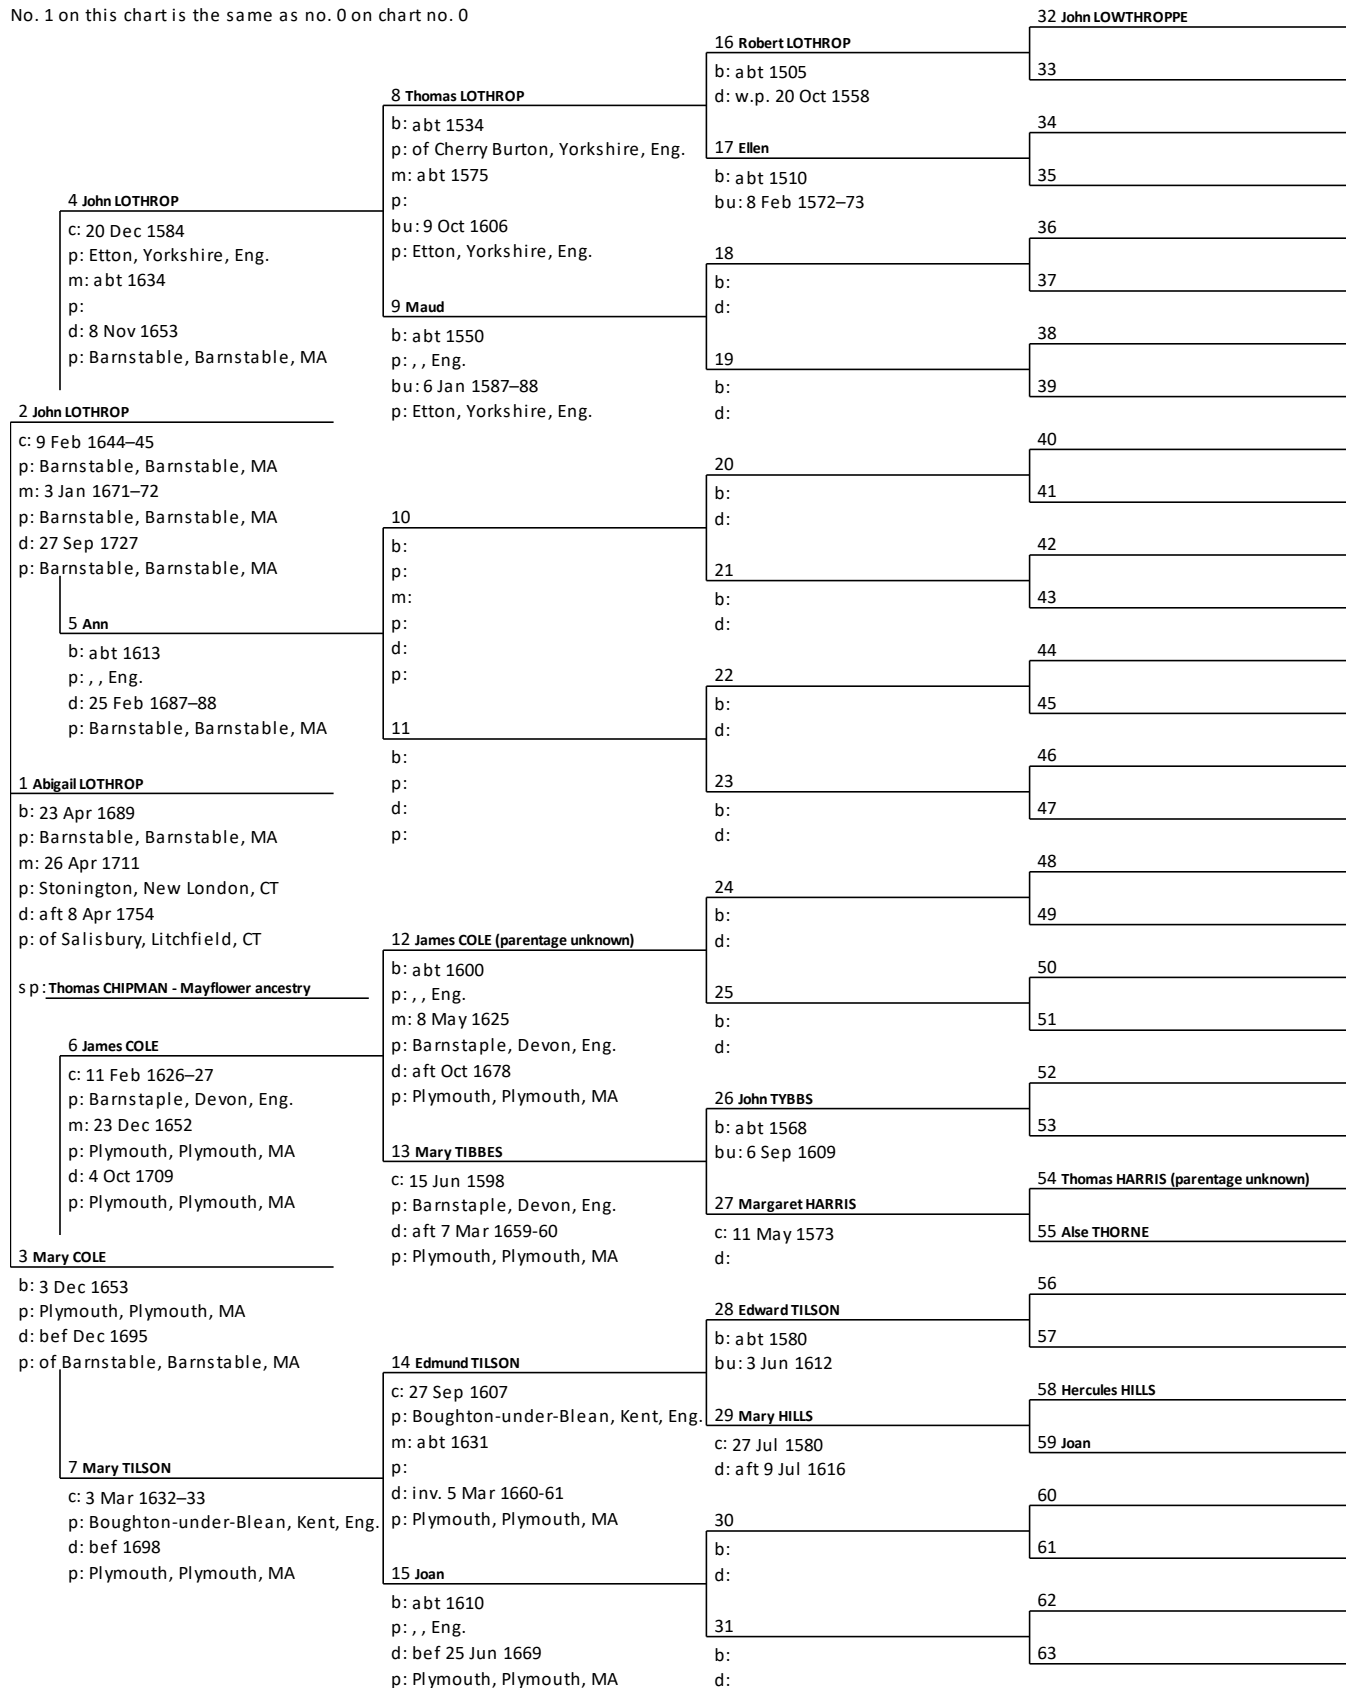 No. 1 on this chart is the same as no. 0 on chart no. 0
4 John LOTHROP
c: 20 Dec 1584
p: Etton, Yorkshire, Eng.
m: abt 1634
p:
d: 8 Nov 1653
p: Barnstable, Barnstable, MA
2 John LOTHROP
c: 9 Feb 1644–45
p: Barnstable, Barnstable, MA
m: 3 Jan 1671–72
p: Barnstable, Barnstable, MA
d: 27 Sep 1727
p: Barnstable, Barnstable, MA
5 Ann
b: abt 1613
p: , , Eng.
d: 25 Feb 1687–88
p: Barnstable, Barnstable, MA
1 Abigail LOTHROP
b: 23 Apr 1689
p: Barnstable, Barnstable, MA
m: 26 Apr 1711
p: Stonington, New London, CT
d: aft 8 Apr 1754
p: of Salisbury, Litchfield, CT
sp: Thomas CHIPMAN - Mayflower ancestry
6 James COLE
c: 11 Feb 1626–27
p: Barnstaple, Devon, Eng.
m: 23 Dec 1652
p: Plymouth, Plymouth, MA
d: 4 Oct 1709
p: Plymouth, Plymouth, MA
3 Mary COLE
b: 3 Dec 1653
p: Plymouth, Plymouth, MA
d: bef Dec 1695
p: of Barnstable, Barnstable, MA
7 Mary TILSON
c: 3 Mar 1632–33
p: Boughton-under-Blean, Kent, Eng.
d: bef 1698
p: Plymouth, Plymouth, MA
8 Thomas LOTHROP
b: abt 1534
p: of Cherry Burton, Yorkshire, Eng.
m: abt 1575
p:
bu: 9 Oct 1606
p: Etton, Yorkshire, Eng.
9 Maud
b: abt 1550
p: , , Eng.
bu: 6 Jan 1587–88
p: Etton, Yorkshire, Eng.
10
b:
p:
m:
p:
d:
p:
11
b:
p:
d:
p:
12 James COLE (parentage unknown)
b: abt 1600
p: , , Eng.
m: 8 May 1625
p: Barnstaple, Devon, Eng.
d: aft Oct 1678
p: Plymouth, Plymouth, MA
13 Mary TIBBES
c: 15 Jun 1598
p: Barnstaple, Devon, Eng.
d: aft 7 Mar 1659-60
p: Plymouth, Plymouth, MA
14 Edmund TILSON
c: 27 Sep 1607
p: Boughton-under-Blean, Kent, Eng.
m: abt 1631
p:
d: inv. 5 Mar 1660-61
p: Plymouth, Plymouth, MA
15 Joan
b: abt 1610
p: , , Eng.
d: bef 25 Jun 1669
p: Plymouth, Plymouth, MA
16 Robert LOTHROP
b: abt 1505
d: w.p. 20 Oct 1558
17 Ellen
b: abt 1510
bu: 8 Feb 1572–73
18
b:
d:
19
b:
d:
20
b:
d:
21
b:
d:
22
b:
d:
23
b:
d:
24
b:
d:
25
b:
d:
26 John TYBBS
b: abt 1568
bu: 6 Sep 1609
27 Margaret HARRIS
c: 11 May 1573
d:
28 Edward TILSON
b: abt 1580
bu: 3 Jun 1612
29 Mary HILLS
c: 27 Jul 1580
d: aft 9 Jul 1616
30
b:
d:
31
b:
d:
32 John LOWTHROPPE
33
34
35
36
37
38
39
40
41
42
43
44
45
46
47
48
49
50
51
52
53
54 Thomas HARRIS (parentage unknown)
55 Alse THORNE
56
57
58 Hercules HILLS
59 Joan
60
61
62
63